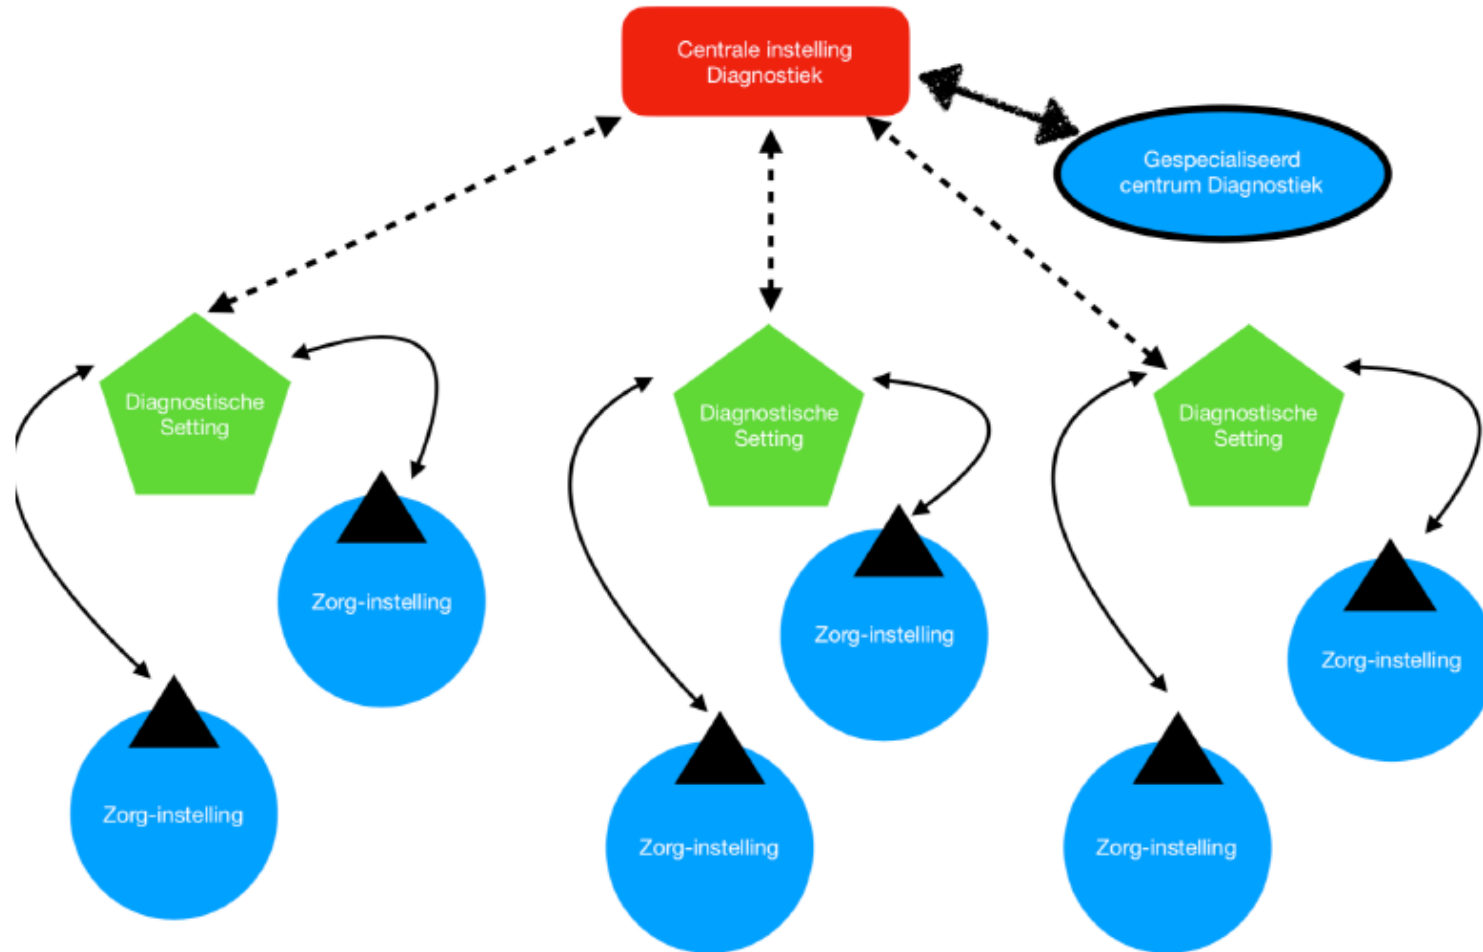 Centrale instelling
Diagnostiek
Gespecialiseerd
centrum Diagnostiek
Diagnostische
Setting
Diagnostische
Setting
Diagnostische
Setting
Zorg-instelling
Zorg-instelling
Zorg-instelling
Zorg-instelling
Zorg-instelling
Zorg-instelling